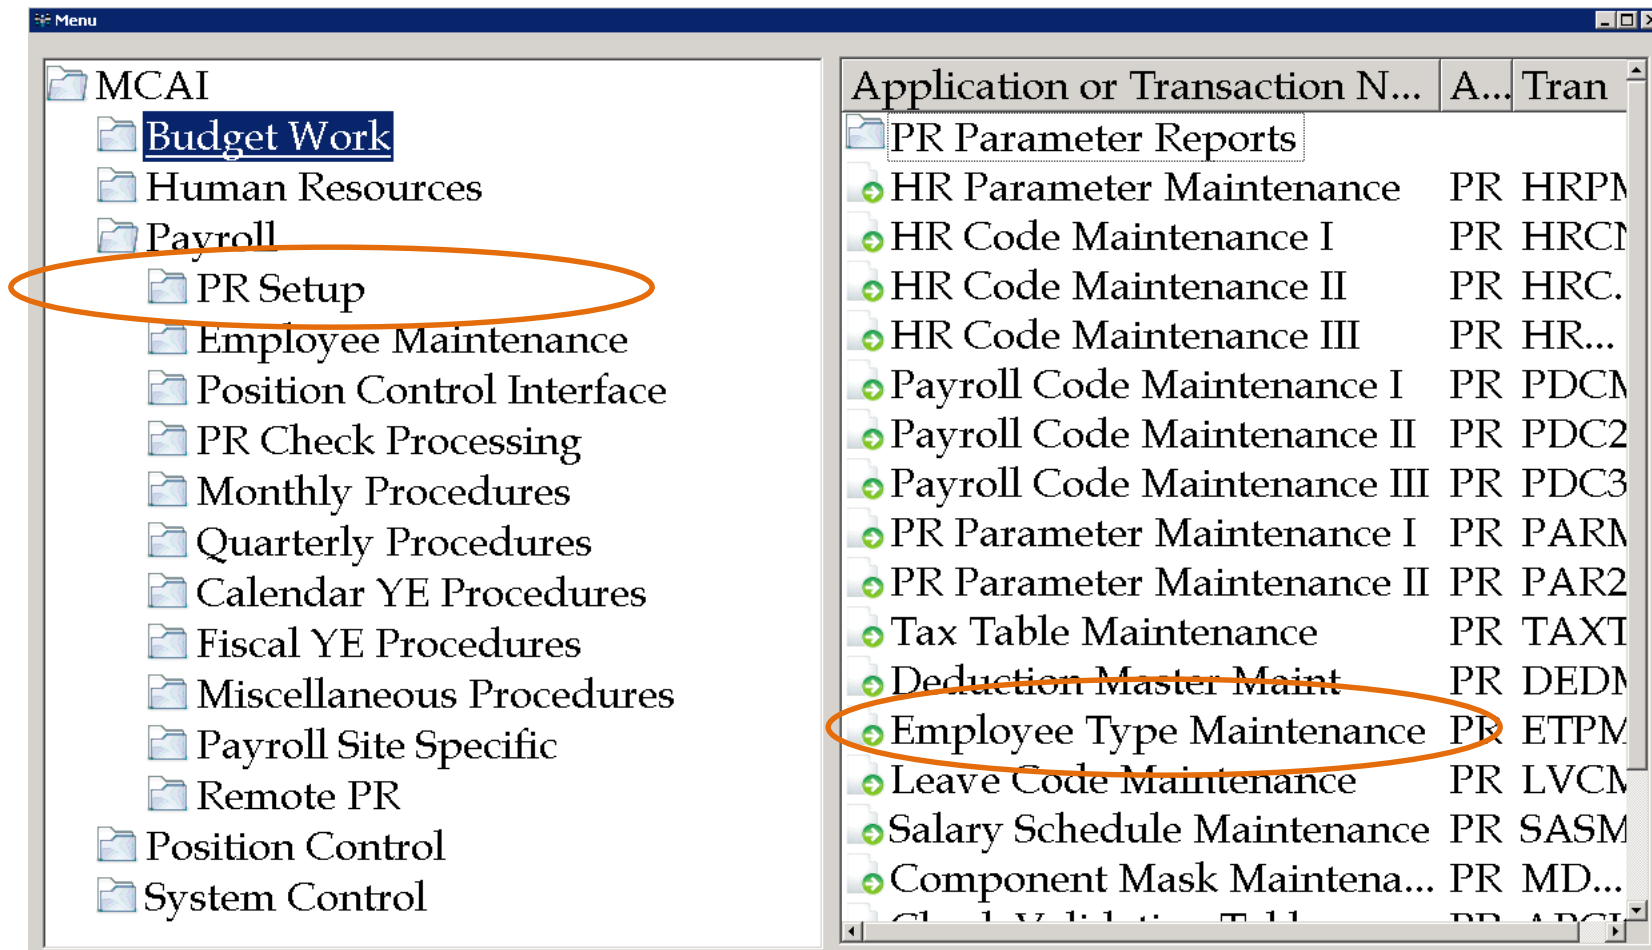 Menu
MCAI
Budget Work
Human Resources
Payroll
PR Setup
Employee Maintenance
Position Control Interface
PR Check Processing
Monthly Procedures
Quarterly Procedures
Calendar YE Procedures
Fiscal YE Procedures
Miscellaneous Procedures
Payroll Site Specific
Remote PR
Position Control
System Control
Application or Transaction N... A... Tran
PR Parameter Reports
HR Parameter Maintenance PR HRPM
HR Code Maintenance I PR HRCN
HR Code Maintenance II PR HRC.
HR Code Maintenance III PR HR...
Payroll Code Maintenance I PR PDCM
Payroll Code Maintenance II PR PDC2
Payroll Code Maintenance III PR PDC3
PR Parameter Maintenance I PR PARM
PR Parameter Maintenance II PR PAR2
Tax Table Maintenance PR TAXT
Deduction Master Maint PR DEDM
Employee Type Maintenance PR ETPM
Leave Code Maintenance PR LVCM
Salary Schedule Maintenance PR SASM
Component Mask Maintena... PR MD...